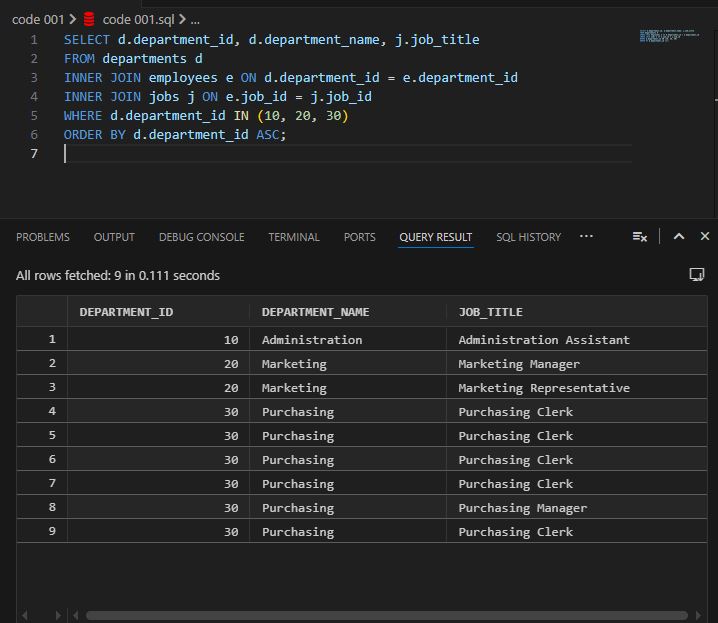 code 001 > code 001.sql > ...
1 SELECT d.department_id, d.department_name, j.job_title
2 FROM departments d
3 INNER JOIN employees e ON d.department_id = e.department_id
4 INNER JOIN jobs j ON e.job_id = j.job_id
5 WHERE d.department_id IN (10, 20, 30)
6 ORDER BY d.department_id ASC;
7
PROBLEMS OUTPUT DEBUG CONSOLE TERMINAL PORTS QUERY RESULT SQL HISTORY ...
All rows fetched: 9 in 0.111 seconds
DEPARTMENT_ID DEPARTMENT_NAME JOB_TITLE
1 10 Administration Administration Assistant
2 20 Marketing Marketing Manager
3 20 Marketing Marketing Representative
4 30 Purchasing Purchasing Clerk
5 30 Purchasing Purchasing Clerk
6 30 Purchasing Purchasing Clerk
7 30 Purchasing Purchasing Clerk
8 30 Purchasing Purchasing Manager
9 30 Purchasing Purchasing Clerk